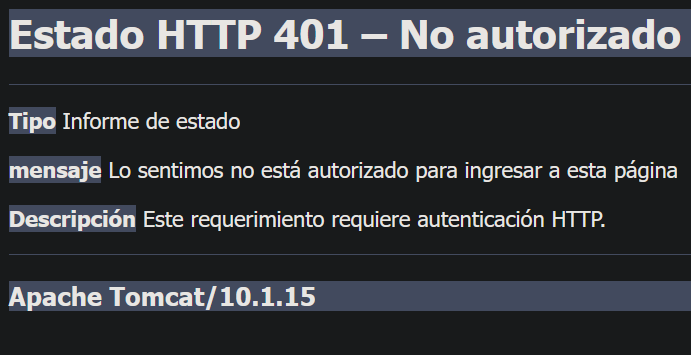 Estado HTTP 401 – No autorizado
Tipo Informe de estado
mensaje Lo sentimos no está autorizado para ingresar a esta página
Descripción Este requerimiento requiere autenticación HTTP.
Apache Tomcat/10.1.15